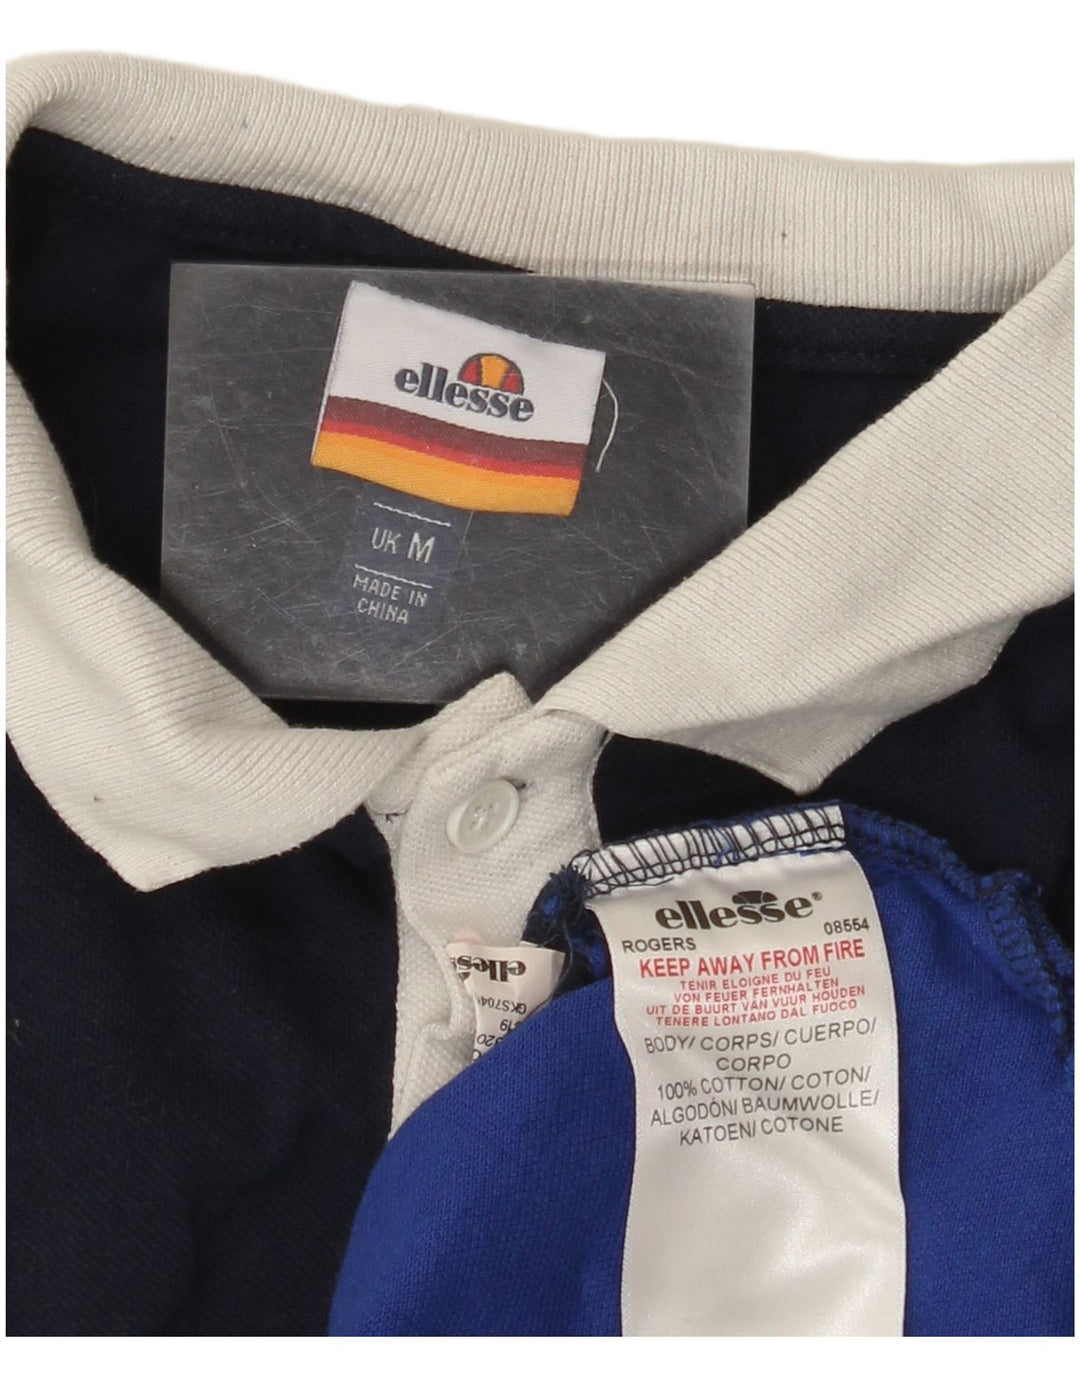 ellesse
UK M
MADE IN
CHINA
ellesse®
ROGERS 08554
KEEP AWAY FROM FIRE
TENIR ELOIGNE DU FEU
VON FEUER FERNHALTEN
UIT DE BUURT VAN VUUR HOUDEN
TENERE LONTANO DAL FUOCO
BODY/ CORPS/ CUERPO/
CORPO
100% COTTON/ COTON/
ALGODÓN/ BAUMWOLLE/
KATOEN/ COTONE